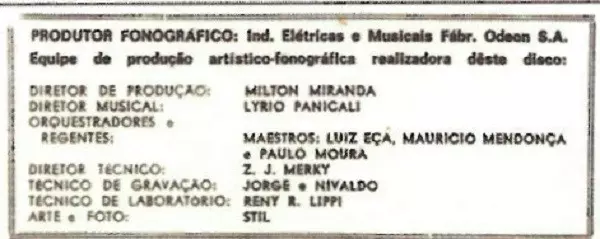 PRODUTOR FONOGRÁFICO: Ind. Elétricas e Musicais Fábr. Odeon S.A.
Equipe de produção artístico-fonográfica realizadora dêste disco:
DIRETOR DE PRODUÇÃO: MILTON MIRANDA
DIRETOR MUSICAL: LYRIO PANICALI
ORQUESTRADORES e
REGENTES: MAESTROS: LUIZ EÇA, MAURICIO MENDONÇA
e PAULO MOURA
DIRETOR TÉCNICO: Z. J. MERKY
TÉCNICO DE GRAVAÇÃO: JORGE e NIVALDO
TÉCNICO DE LABORATÓRIO: RENY R. LIPPI
ARTE e FOTO: STIL